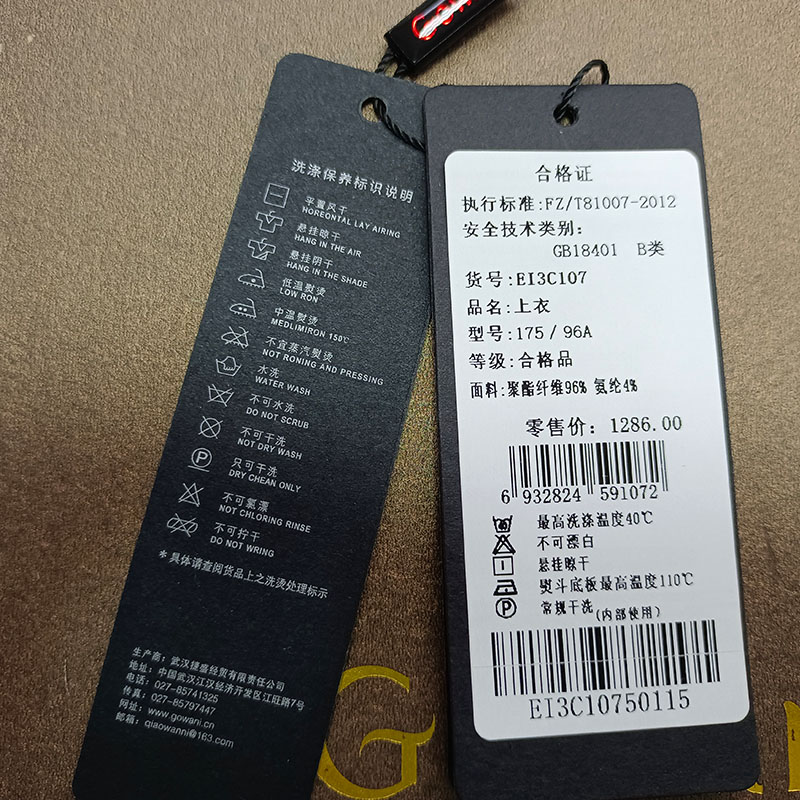 洗涤保养标识说明
平置风干
HOREONTAL LAY AIRING
悬挂晾干
HANG IN THE AIR
悬挂阴干
HANG IN THE SHADE
低温熨烫
LOW RON
中温熨烫
MEDLIMIRON 150℃
不宜蒸汽熨烫
NOT RONING AND PRESSING
水洗
WATER WASH
不可水洗
DO NOT SCRUB
不可干洗
NOT DRY WASH
只可干洗
DRY CHEAN ONLY
不可氯漂
NOT CHLORING RINSE
不可拧干
DO NOT WRING
*具体请查阅货品上之洗烫处理标示
生产商：武汉捷盛经贸有限责任公司
地址：中国武汉江汉经济开发区江旺路7号
电话：027-85741325
传真：027-85797447
网址：www.gowani.cn
邮箱：qiaowanni@163.com
合格证
执行标准:FZ/T81007-2012
安全技术类别:
GB18401 B类
货号:EI3C107
品名:上衣
型号:175/96A
等级:合格品
面料:聚酯纤维96% 氨纶4%
零售价: 1286.00
6 932824 591072
最高洗涤温度40℃
不可漂白
悬挂晾干
熨斗底板最高温度110℃
常规干洗(内部使用)
EI3C10750115
G